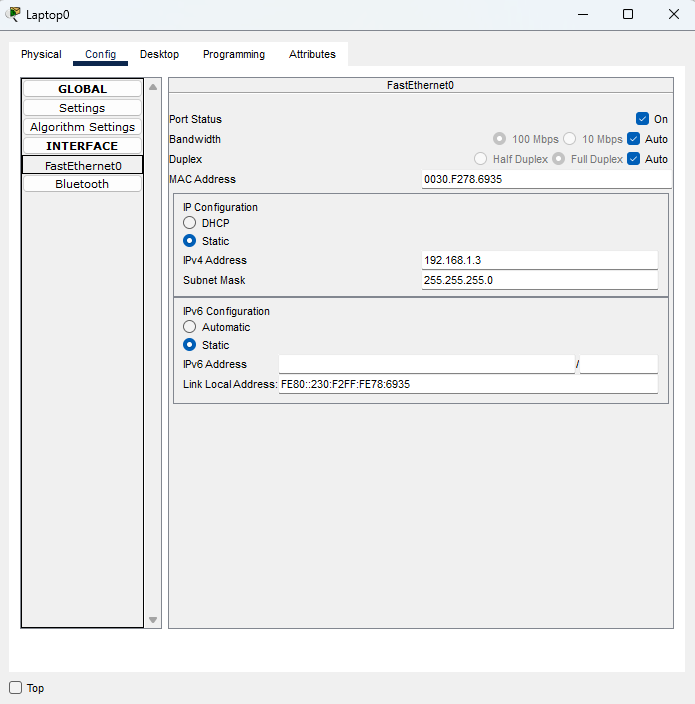 Laptop0
Physical Config Desktop Programming Attributes
GLOBAL
Settings
Algorithm Settings
INTERFACE
FastEthernet0
Bluetooth
FastEthernet0
Port Status On
Bandwidth 100 Mbps 10 Mbps Auto
Duplex Half Duplex Full Duplex Auto
MAC Address 0030.F278.6935
IP Configuration
DHCP
Static
IPv4 Address 192.168.1.3
Subnet Mask 255.255.255.0
IPv6 Configuration
Automatic
Static
IPv6 Address /
Link Local Address: FE80::230:F2FF:FE78:6935
Top